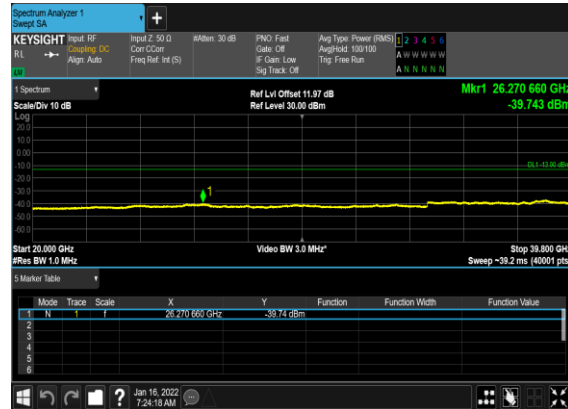 Spectrum Analyzer 1
Swept SA
+
KEYSIGHT Input: RF Input Z: 50 Ω #Atten: 30 dB PNO: Fast Avg Type: Power (RMS) 1 2 3 4 5 6
RL Coupling: DC Corr CCorr Gate: Off Avg|Hold: 100/100 A W W W W W
Align: Auto Freq Ref: Int (S) IF Gain: Low Trig: Free Run
Sig Track: Off A N N N N N
1 Spectrum Ref Lvl Offset 11.97 dB Mkr1 26.270 660 GHz
Scale/Div 10 dB Ref Level 30.00 dBm -39.743 dBm
Log
20.0
10.0
0.00
-10.0 DL1 -13.00 dBm
-20.0
-30.0
-40.0 1
-50.0
-60.0
Start 20.000 GHz Video BW 3.0 MHz* Stop 39.800 GHz
#Res BW 1.0 MHz Sweep ~39.2 ms (40001 pts
5 Marker Table
Mode Trace Scale X Y Function Function Width Function Value
1 N 1 f 26.270 660 GHz -39.74 dBm
2
3
4
5
6
? Jan 16, 2022
7:24:18 AM